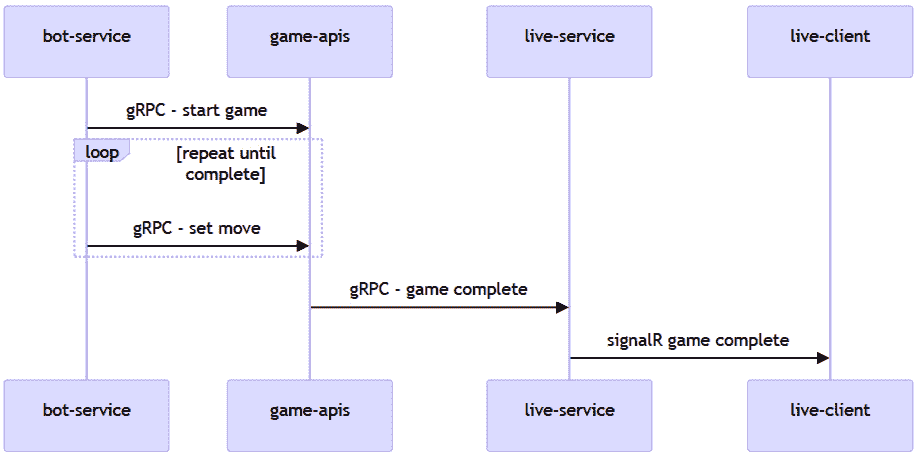 bot-service
game-apis
live-service
live-client
gRPC - start game
loop
[repeat until
complete]
gRPC - set move
gRPC - game complete
signalR game complete
bot-service
game-apis
live-service
live-client